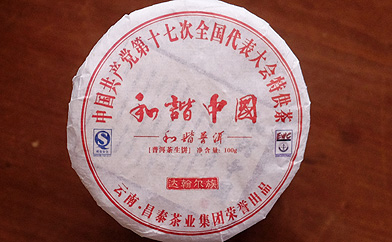 中国共产党第十七次全国代表大会特供茶
和谐中國
和谐普洱
[普洱茶生饼] 净含量:100g
达翰尔族
云南·昌泰茶业集团荣誉出品